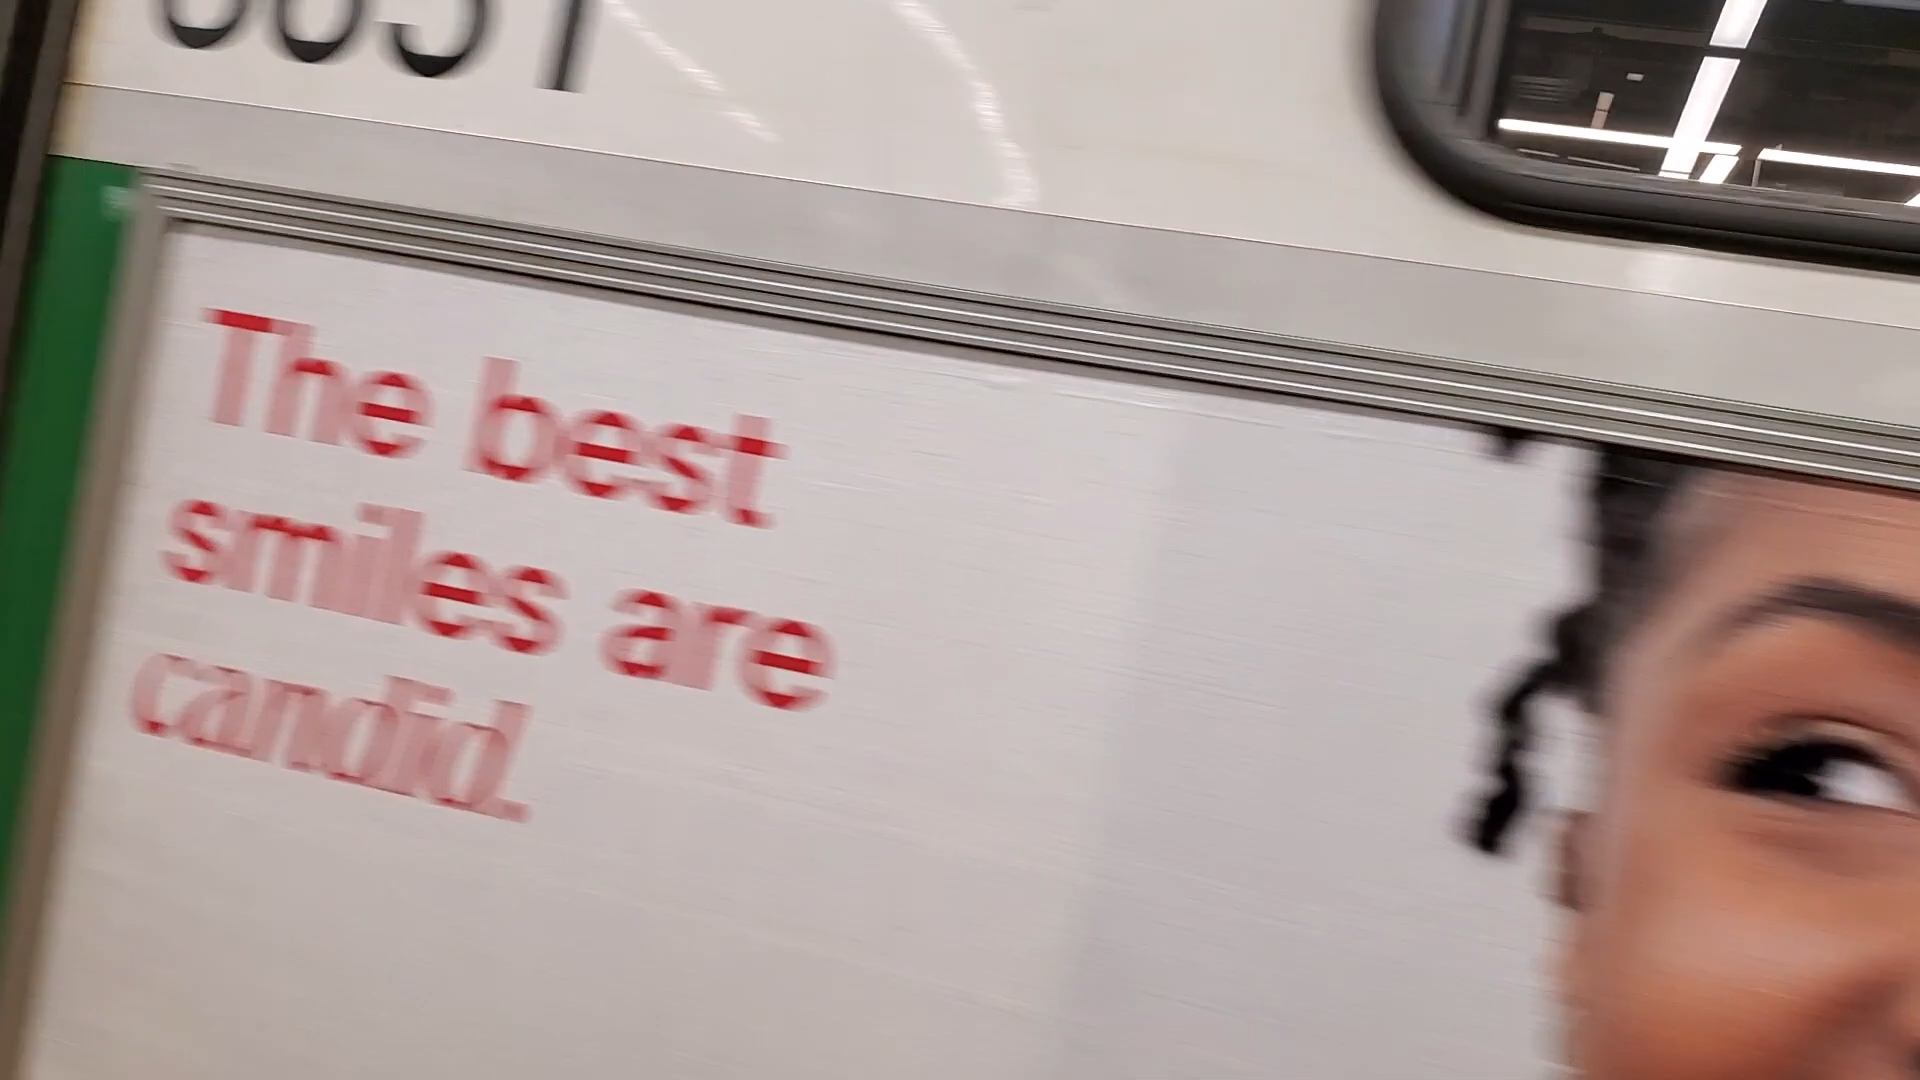 The best
smiles are
candid.